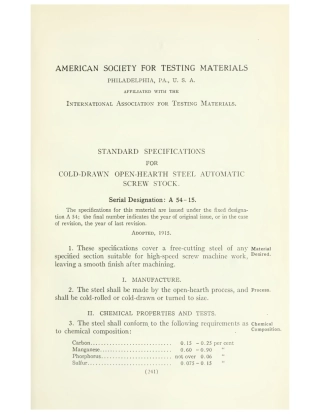 AMERICAN SOCIETY FOR TESTING MATERIALS
PHILADELPHIA, PA., U. S. A.
AFFILIATED WITH THE
INTERNATIONAL ASSOCIATION FOR TESTING MATERIALS.
STANDARD SPECIFICATIONS
FOR
COLD-DRAWN OPEN-HEARTH STEEL AUTOMATIC
SCREW STOCK.
Serial Designation: A 54-15.
The specifications for this material are issued under the fixed designa-
tion A 54; the final number indicates the year of original issue, or in the case
of revision, the year of last revision.
ADOPTED, 1912.
1. These specifications cover a free-cutting steel of any Material
specified section suitable for high-speed screw machine work, Desired.
leaving a smooth finish after machining.
I. MANUFACTURE.
2. The steel shall be made by the open-hearth process, and Process.
shall be cold-rolled or cold-drawn or turned to size.
II. CHEMICAL PROPERTIES AND TESTS.
3. The steel shall conform to the following requirements as Chemical
to chemical composition: Composition.
Carbon.............................. 0.15 - 0.25 per cent
Manganese........................... 0.60 - 0.90 "
Phosphorus.......................... not over 0.06 "
Sulfur.............................. 0.075 - 0.15 "